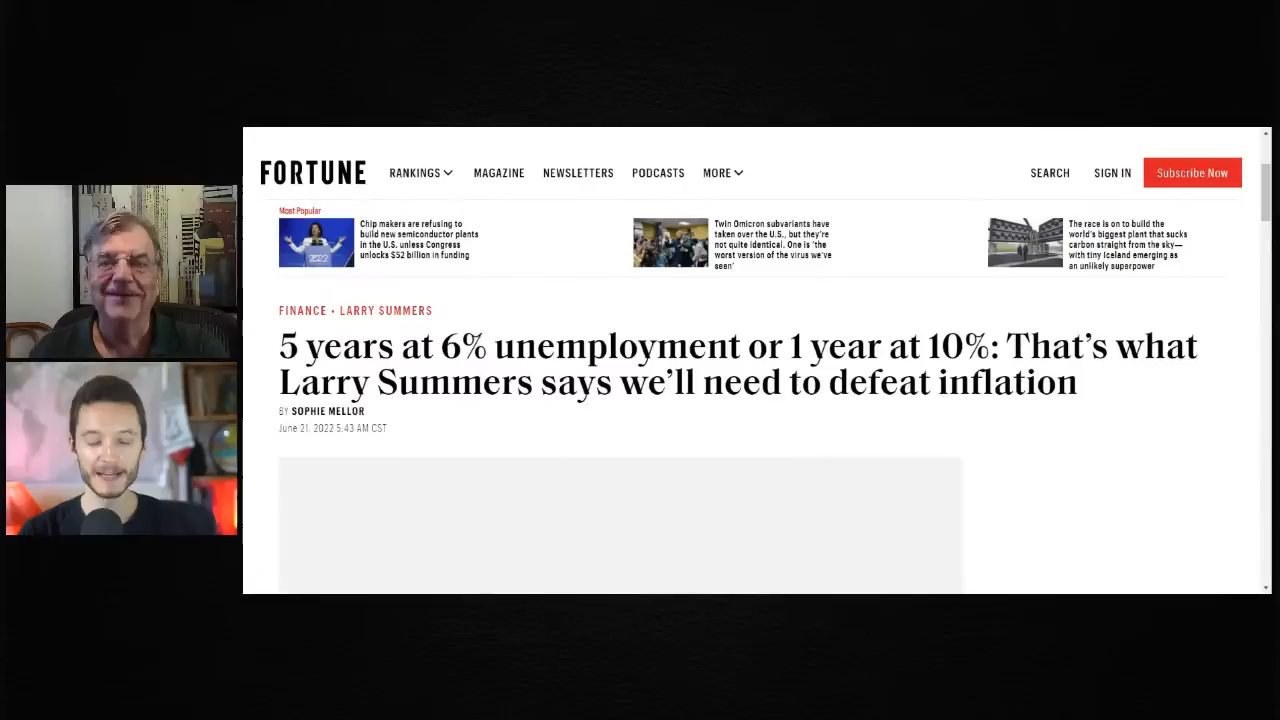 FORTUNE RANKINGS MAGAZINE NEWSLETTERS PODCASTS MORE SEARCH SIGN IN Subscribe Now
Most Popular
Chip makers are refusing to
build new semiconductor plants
in the U.S. unless Congress
unlocks $52 billion in funding
Twin Omicron subvariants have
taken over the U.S., but they're
not quite identical. One is 'the
worst version of the virus we've
seen'
The race is on to build the
world's biggest plant that sucks
carbon straight from the sky—
with tiny Iceland emerging as
an unlikely superpower
FINANCE • LARRY SUMMERS
5 years at 6% unemployment or 1 year at 10%: That's what
Larry Summers says we'll need to defeat inflation
BY SOPHIE MELLOR
June 21, 2022 5:43 AM CST